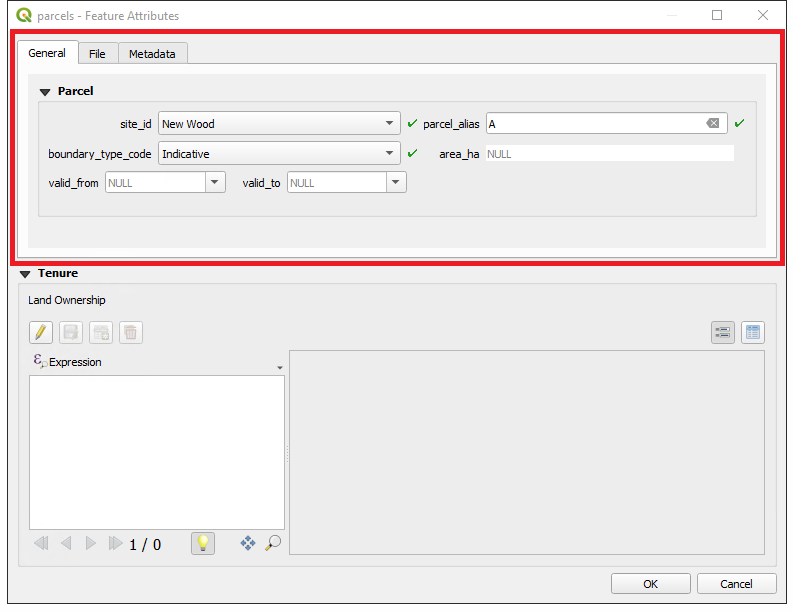 parcels - Feature Attributes
General File Metadata
Parcel
site_id New Wood parcel_alias A
boundary_type_code Indicative area_ha NULL
valid_from NULL valid_to NULL
Tenure
Land Ownership
Expression
1 / 0
OK Cancel